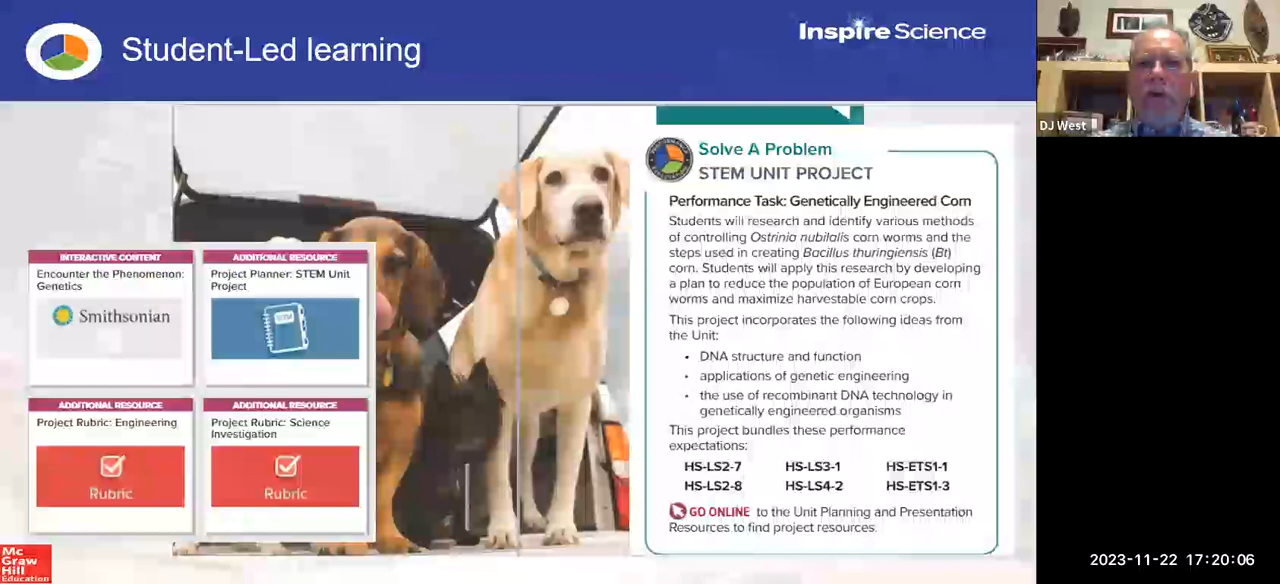 Student-Led learning
Inspire Science
DJ West
Solve A Problem
STEM UNIT PROJECT
Performance Task: Genetically Engineered Corn
Students will research and identify various methods
of controlling Ostrinia nubilalis corn worms and the
steps used in creating Bacillus thuringiensis (Bt)
corn. Students will apply this research by developing
a plan to reduce the population of European corn
worms and maximize harvestable corn crops.
This project incorporates the following ideas from
the Unit:
• DNA structure and function
• applications of genetic engineering
• the use of recombinant DNA technology in
genetically engineered organisms
This project bundles these performance
expectations:
HS-LS2-7 HS-LS3-1 HS-ETS1-1
HS-LS2-8 HS-LS4-2 HS-ETS1-3
GO ONLINE to the Unit Planning and Presentation
Resources to find project resources.
INTERACTIVE CONTENT
Encounter the Phenomenon:
Genetics
Smithsonian
ADDITIONAL RESOURCE
Project Planner: STEM Unit
Project
ADDITIONAL RESOURCE
Project Rubric: Engineering
Rubric
ADDITIONAL RESOURCE
Project Rubric: Science
Investigation
Rubric
Mc
Graw
Hill
Education
2023-11-22 17:20:06